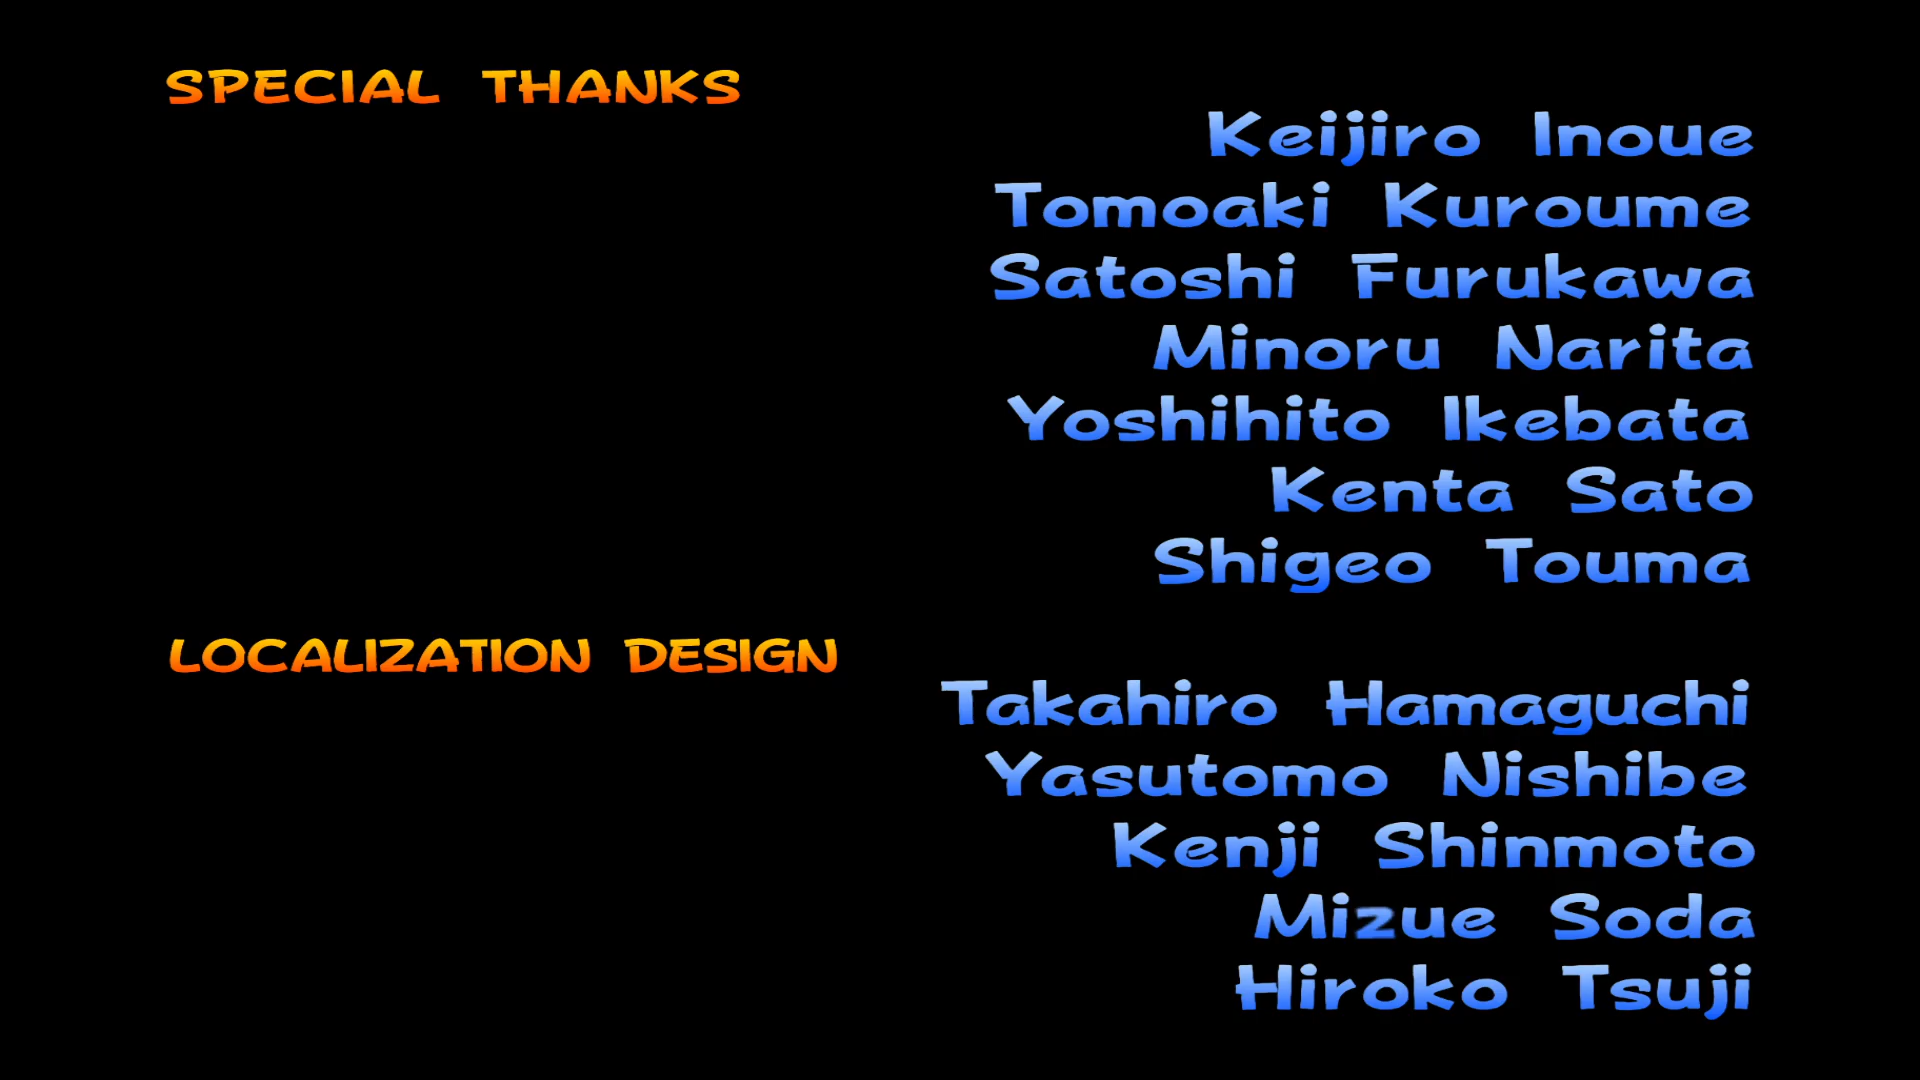 SPECIAL THANKS
Keijiro Inoue
Tomoaki Kuroume
Satoshi Furukawa
Minoru Narita
Yoshihito Ikebata
Kenta Sato
Shigeo Touma
LOCALIZATION DESIGN
Takahiro Hamaguchi
Yasutomo Nishibe
Kenji Shinmoto
Mizue Soda
Hiroko Tsuji